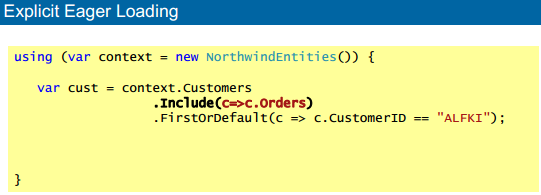 Explicit Eager Loading
using (var context = new NorthwindEntities()) {
var cust = context.Customers
.Include(c=>c.Orders)
.FirstOrDefault(c => c.CustomerID == "ALFKI");
}